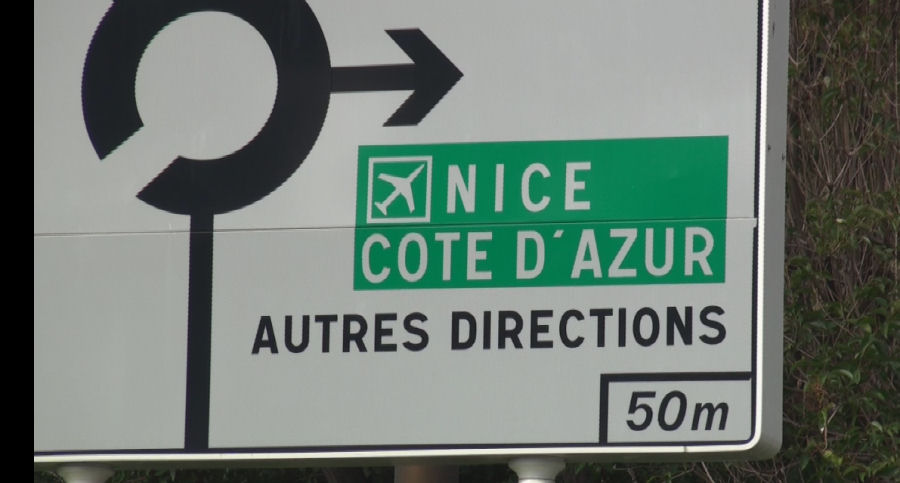 NICE
COTE D'AZUR
AUTRES DIRECTIONS
50m